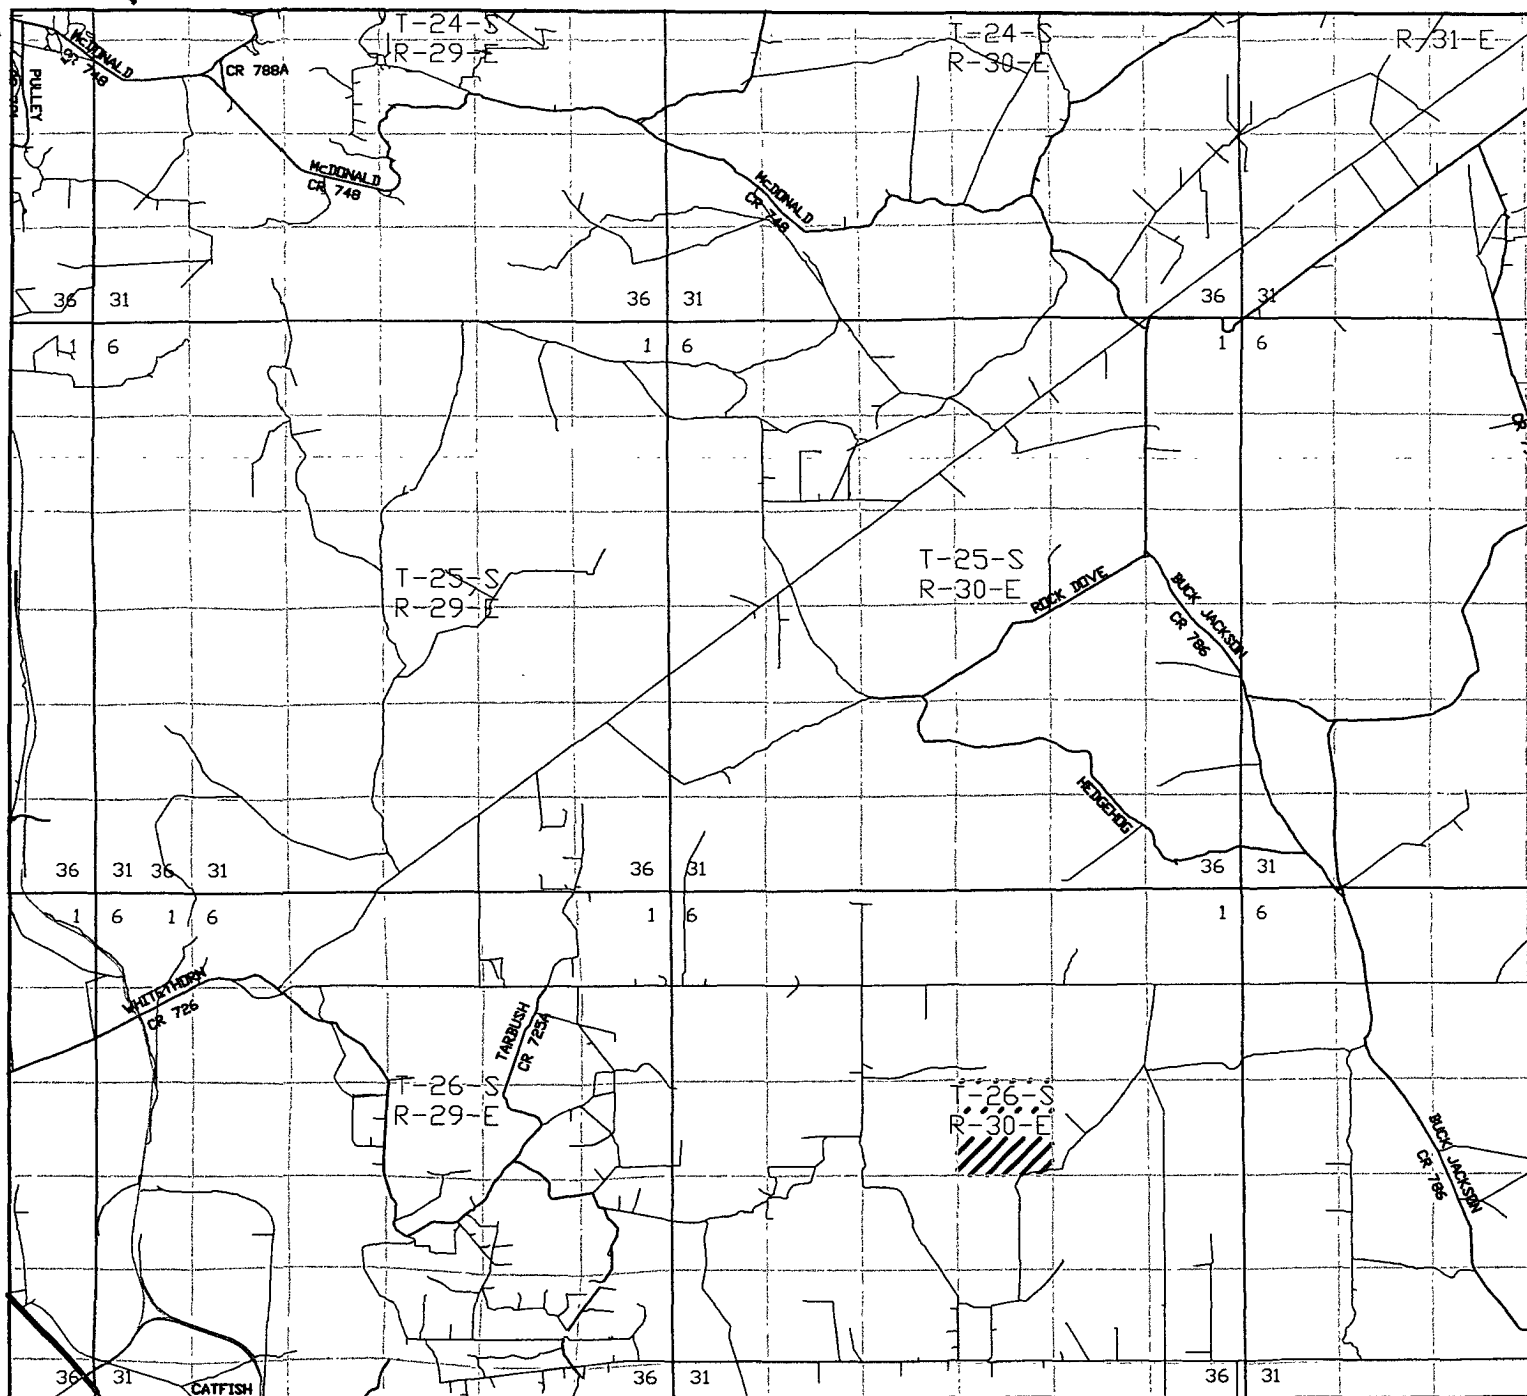 T-24-S
R-29-E
T-24-S
R-30-E
R-31-E
McDONALD
CR 748
CR 788A
PULLEY
McDONALD
CR 748
McDONALD
CR 748
36 31
36 31
36 31
1 6
1 6
1 6
CR
T-25-S
R-29-E
T-25-S
R-30-E
ROCK DOVE
BUCK JACKSON
CR 786
HEDGEHOG
36 31 36 31
36 31
36 31
1 6 1 6
1 6
1 6
WHITETHORN
CR 726
TARBUSH
CR 725A
T-26-S
R-29-E
T-26-S
R-30-E
BUCK JACKSON
CR 786
36 31
36 31
36 31
CATFISH